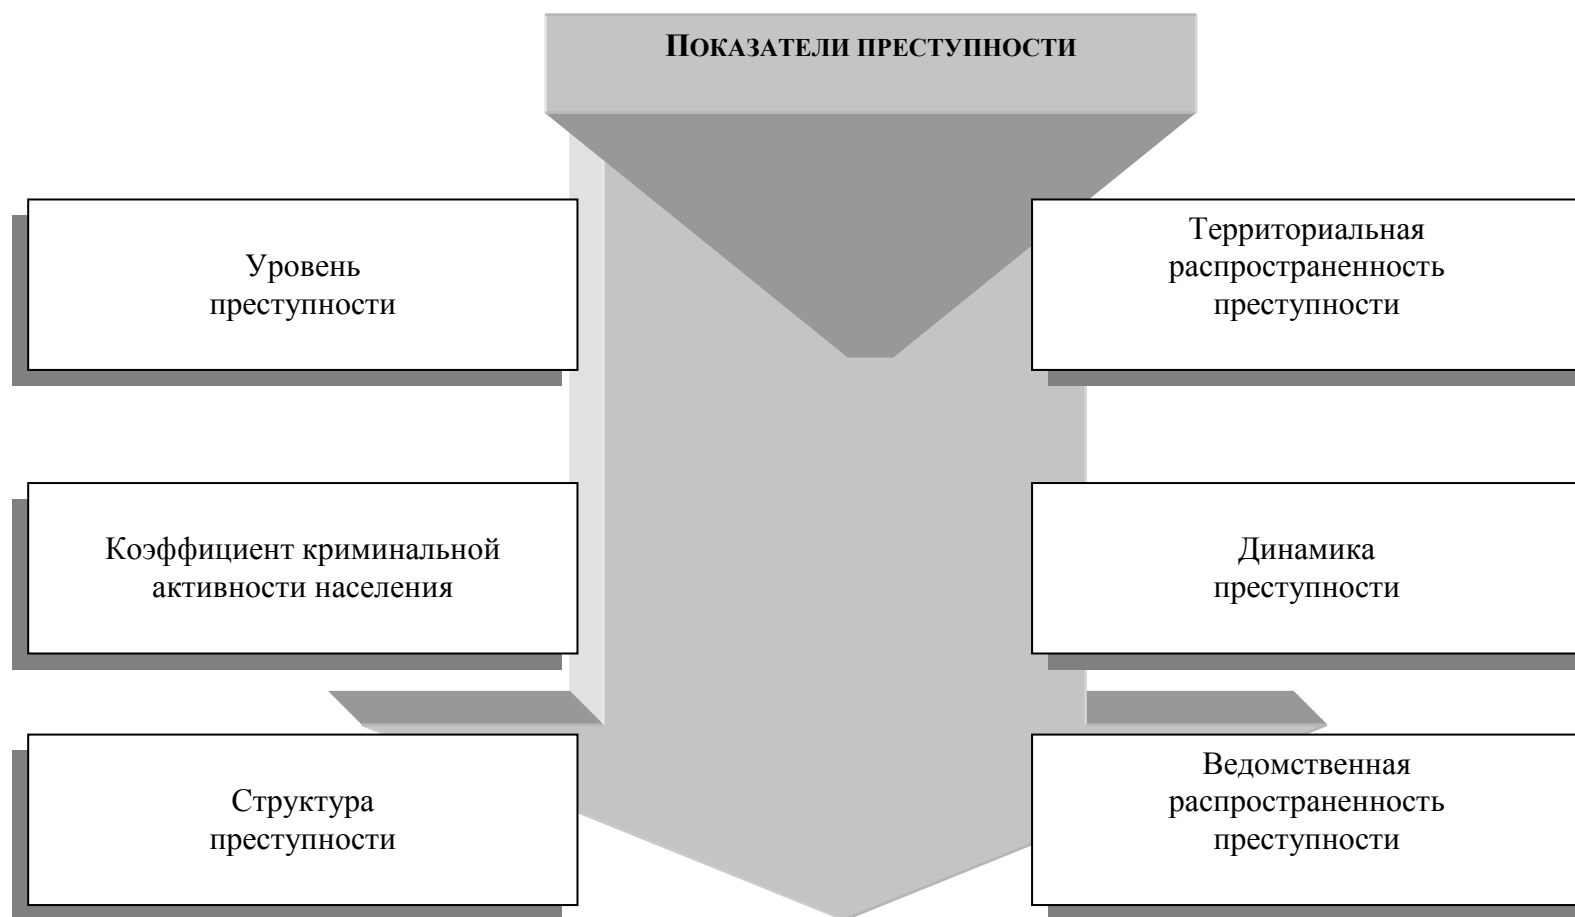 ПОКАЗАТЕЛИ ПРЕСТУПНОСТИ
Уровень
преступности
Территориальная
распространенность
преступности
Коэффициент криминальной
активности населения
Динамика
преступности
Структура
преступности
Ведомственная
распространенность
преступности